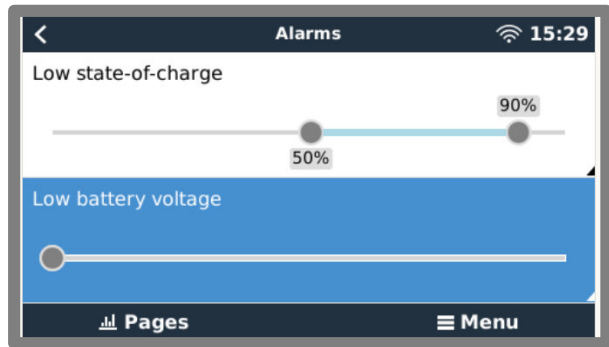 Alarms
15:29
Low state-of-charge
90%
50%
Low battery voltage
Pages
Menu